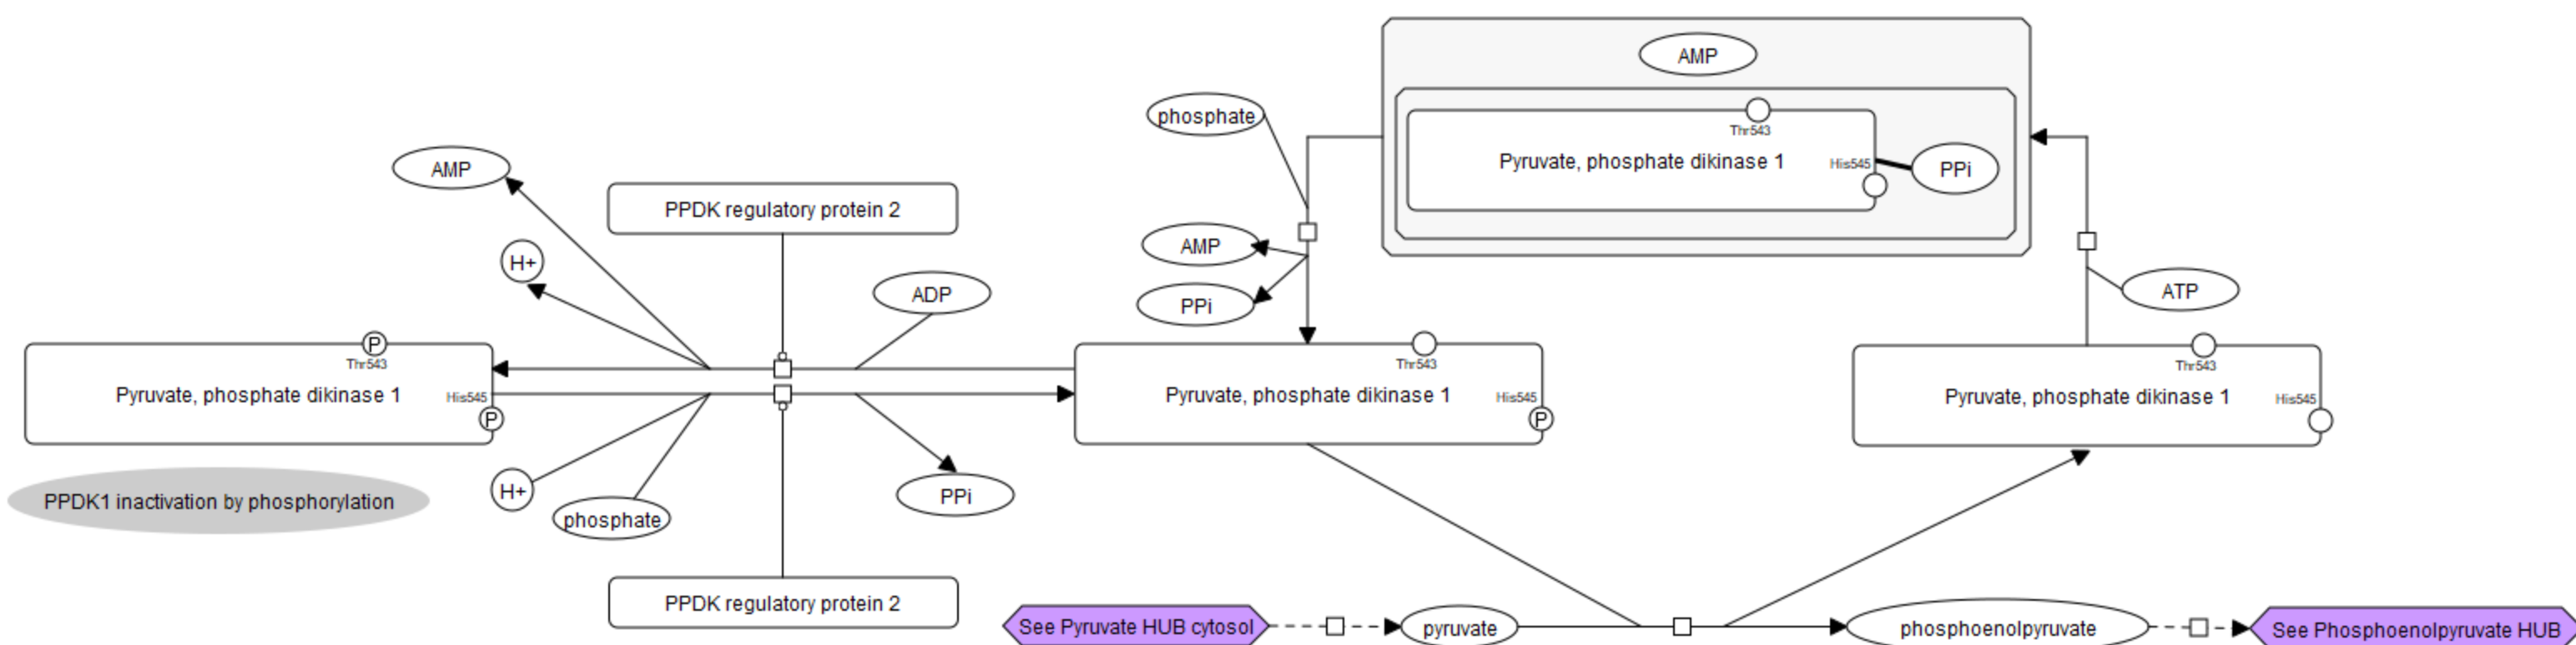 AMP
phosphate
Thr543
Pyruvate, phosphate dikinase 1
His545
PPi
AMP
PPDK regulatory protein 2
H+
AMP
ADP
PPi
ATP
P
Thr543
Pyruvate, phosphate dikinase 1
His545
P
Thr543
Pyruvate, phosphate dikinase 1
His545
P
Thr543
Pyruvate, phosphate dikinase 1
His545
PPDK1 inactivation by phosphorylation
H+
phosphate
PPi
PPDK regulatory protein 2
See Pyruvate HUB cytosol
pyruvate
phosphoenolpyruvate
See Phosphoenolpyruvate HUB